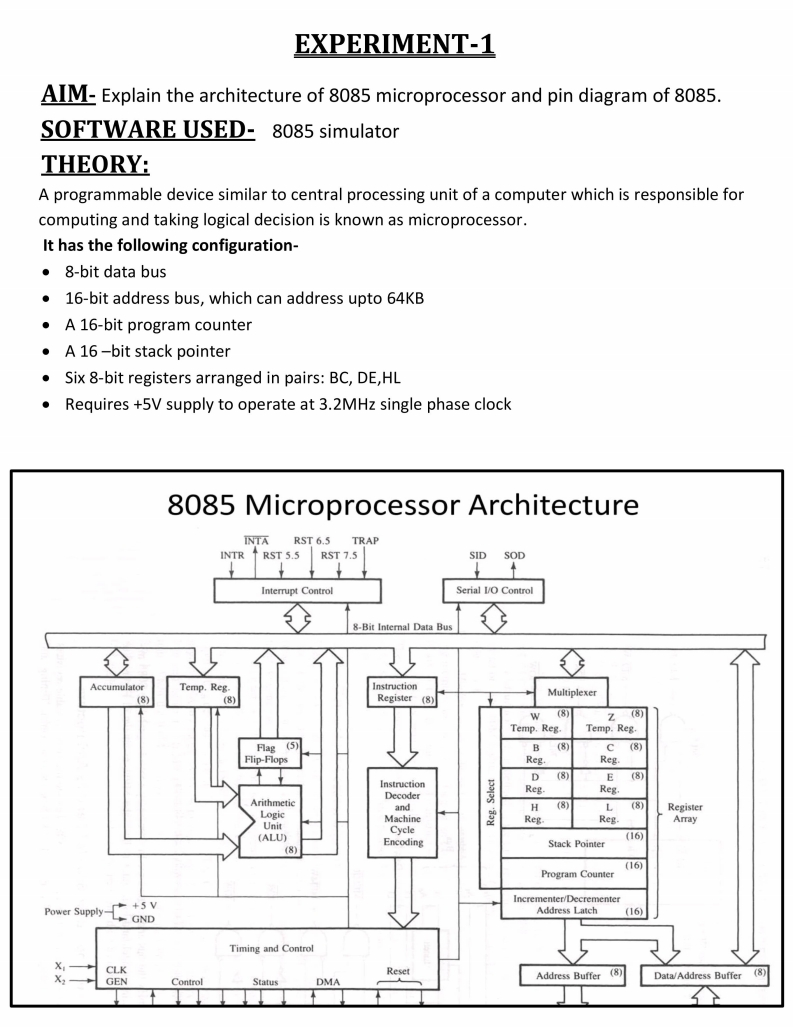 EXPERIMENT-1
AIM- Explain the architecture of 8085 microprocessor and pin diagram of 8085.
SOFTWARE USED- 8085 simulator
THEORY:
A programmable device similar to central processing unit of a computer which is responsible for
computing and taking logical decision is known as microprocessor.
It has the following configuration-
• 8-bit data bus
• 16-bit address bus, which can address upto 64KB
• A 16-bit program counter
• A 16 –bit stack pointer
• Six 8-bit registers arranged in pairs: BC, DE,HL
• Requires +5V supply to operate at 3.2MHz single phase clock
8085 Microprocessor Architecture
INTA RST 6.5 TRAP
INTR RST 5.5 RST 7.5 SID SOD
Interrupt Control Serial I/O Control
8-Bit Internal Data Bus
Accumulator (8)
Temp. Reg. (8)
Instruction
Register (8)
Multiplexer
W (8) Z (8)
Temp. Reg. Temp. Reg.
B (8) C (8)
Reg. Reg.
D (8) E (8)
Reg. Reg.
H (8) L (8)
Reg. Reg.
Stack Pointer (16)
Program Counter (16)
Incrementer/Decrementer
Address Latch (16)
Reg. Select
Register
Array
Flag (5)
Flip-Flops
Arithmetic
Logic
Unit
(ALU)
(8)
Instruction
Decoder
and
Machine
Cycle
Encoding
Power Supply +5 V
GND
Timing and Control
X₁
X₂
CLK
GEN Control Status DMA Reset
Address Buffer (8) Data/Address Buffer (8)